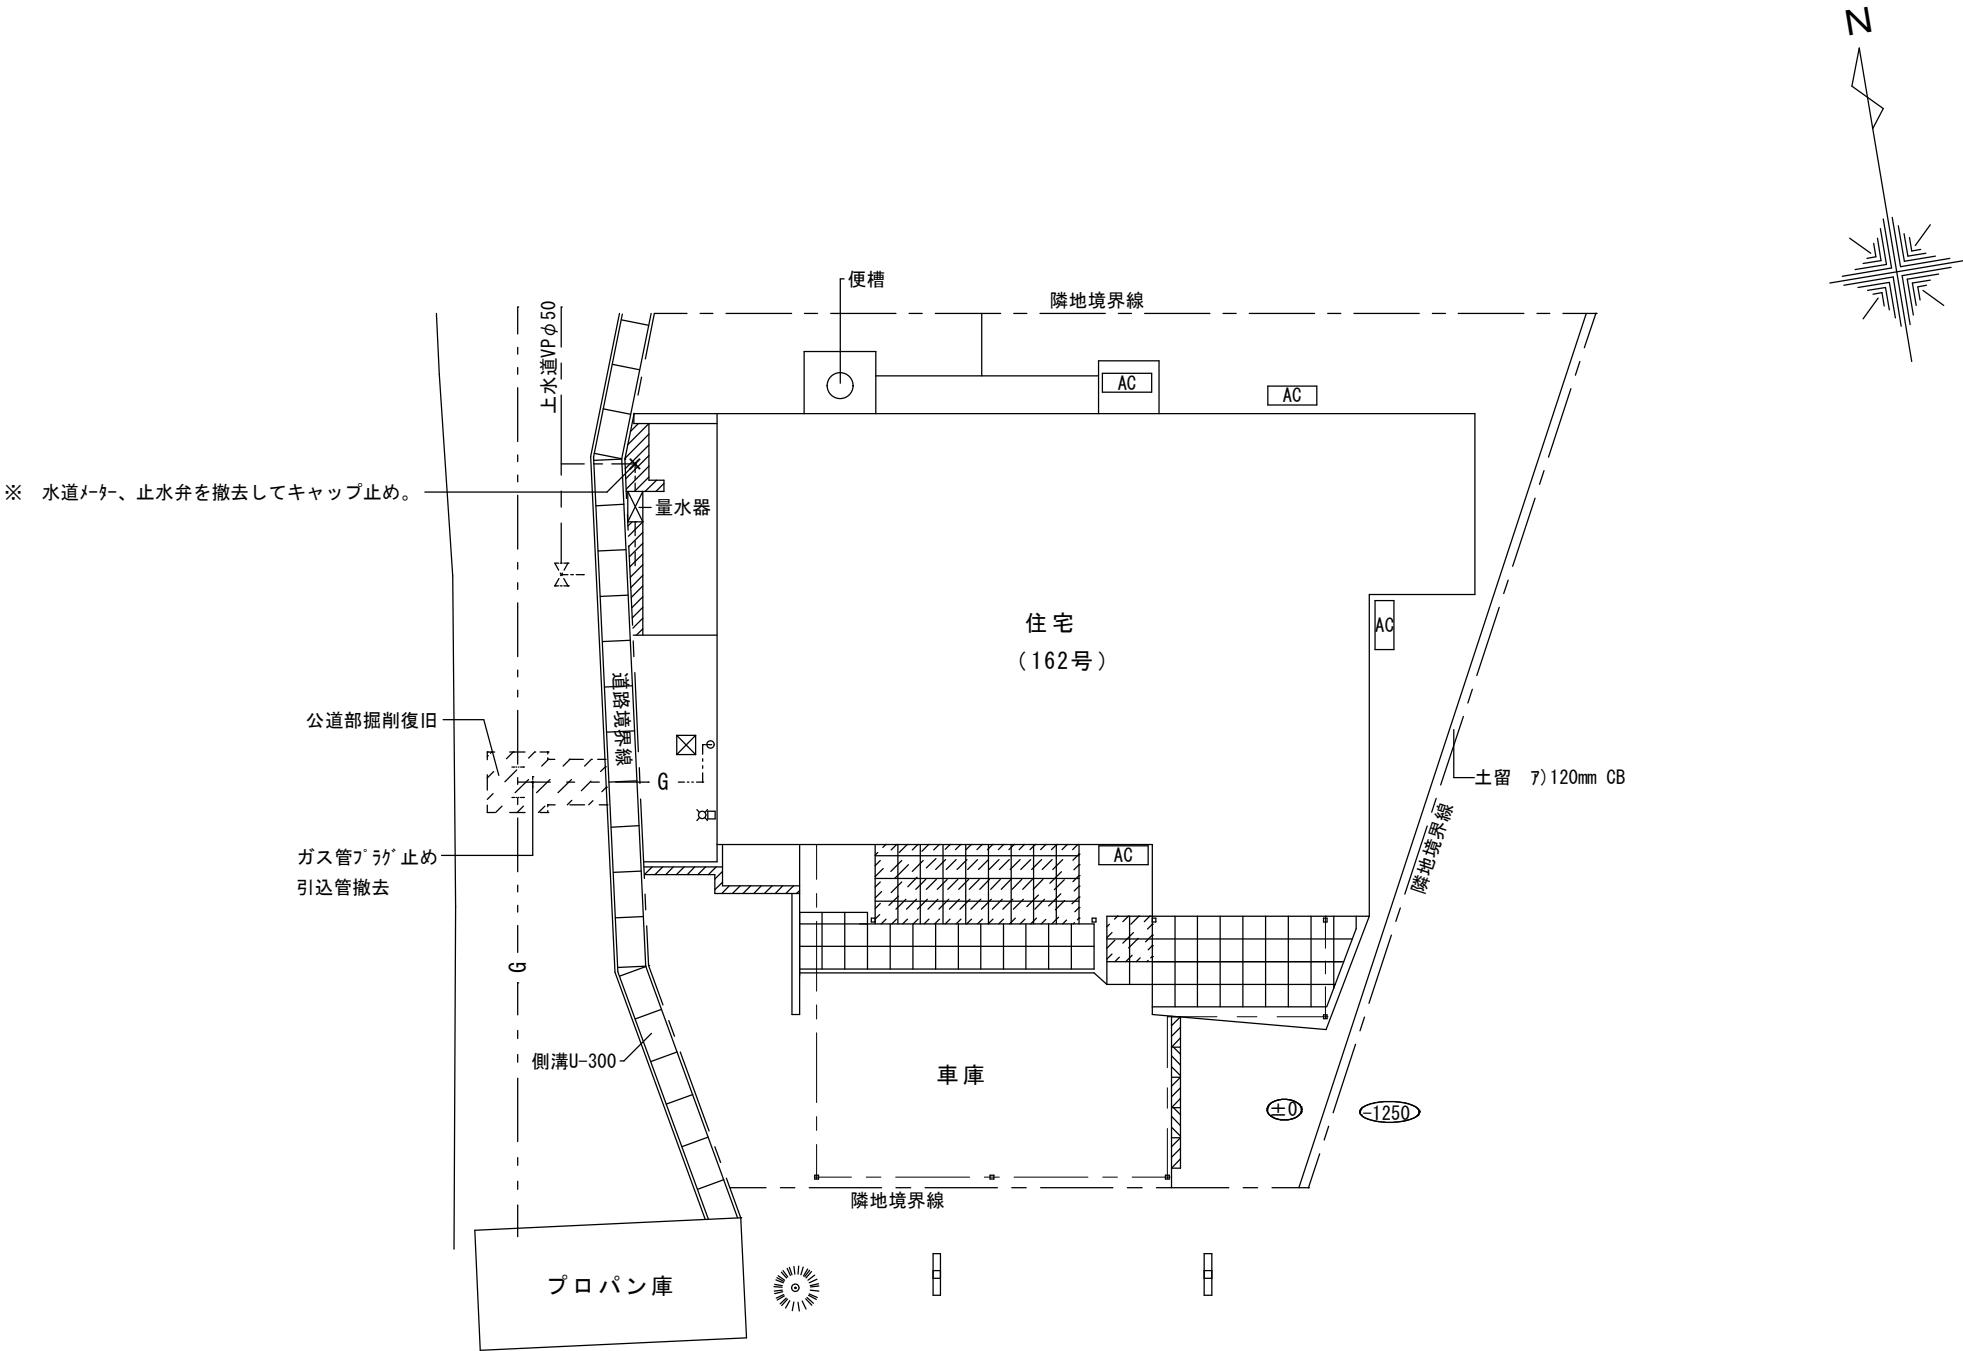 N
便槽
隣地境界線
上水道VPφ50
AC
AC
※　水道ﾒｰﾀｰ、止水弁を撤去してキャップ止め。
量水器
住宅
（162号）
AC
道路境界線
公道部掘削復旧
G
土留　ｱ)120mm CB
隣地境界線
ガス管ﾌﾟﾗｸﾞ止め
引込管撤去
AC
G
側溝U-300
車庫
±0
-1250
隣地境界線
プロパン庫